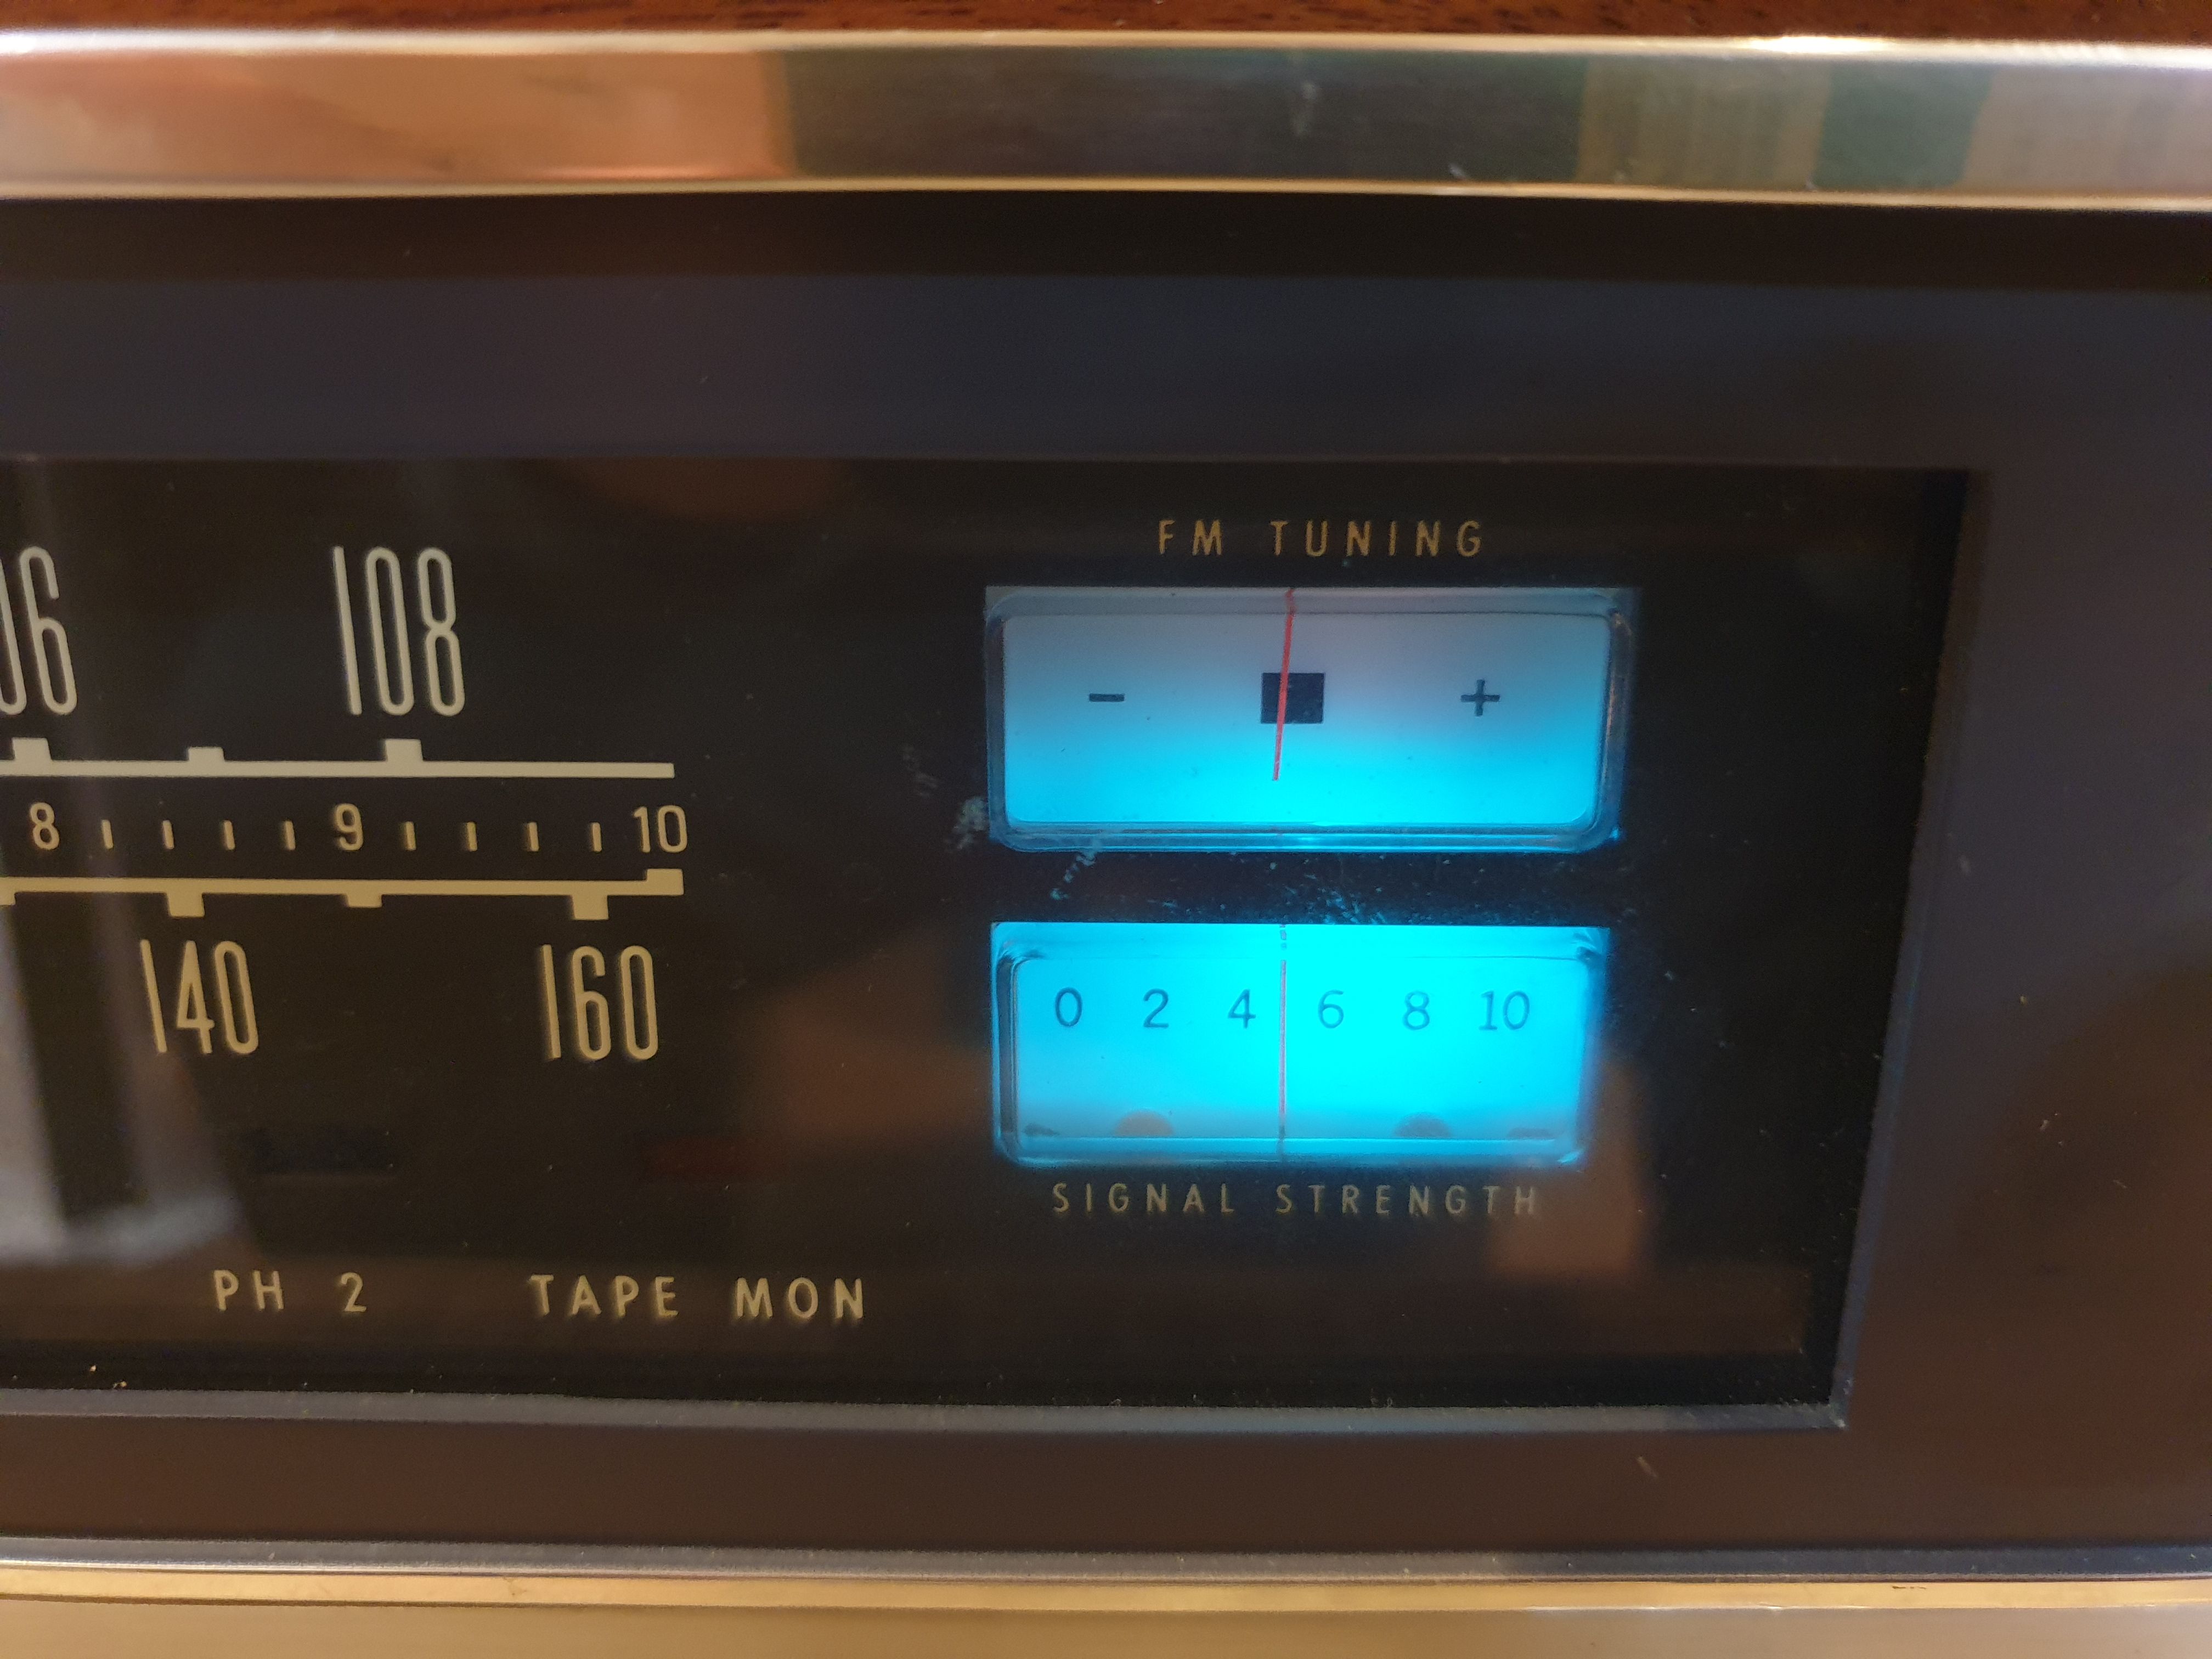 FM TUNING
106 108
- +
8 9 10
0 2 4 6 8 10
140 160
SIGNAL STRENGTH
PH 2 TAPE MON